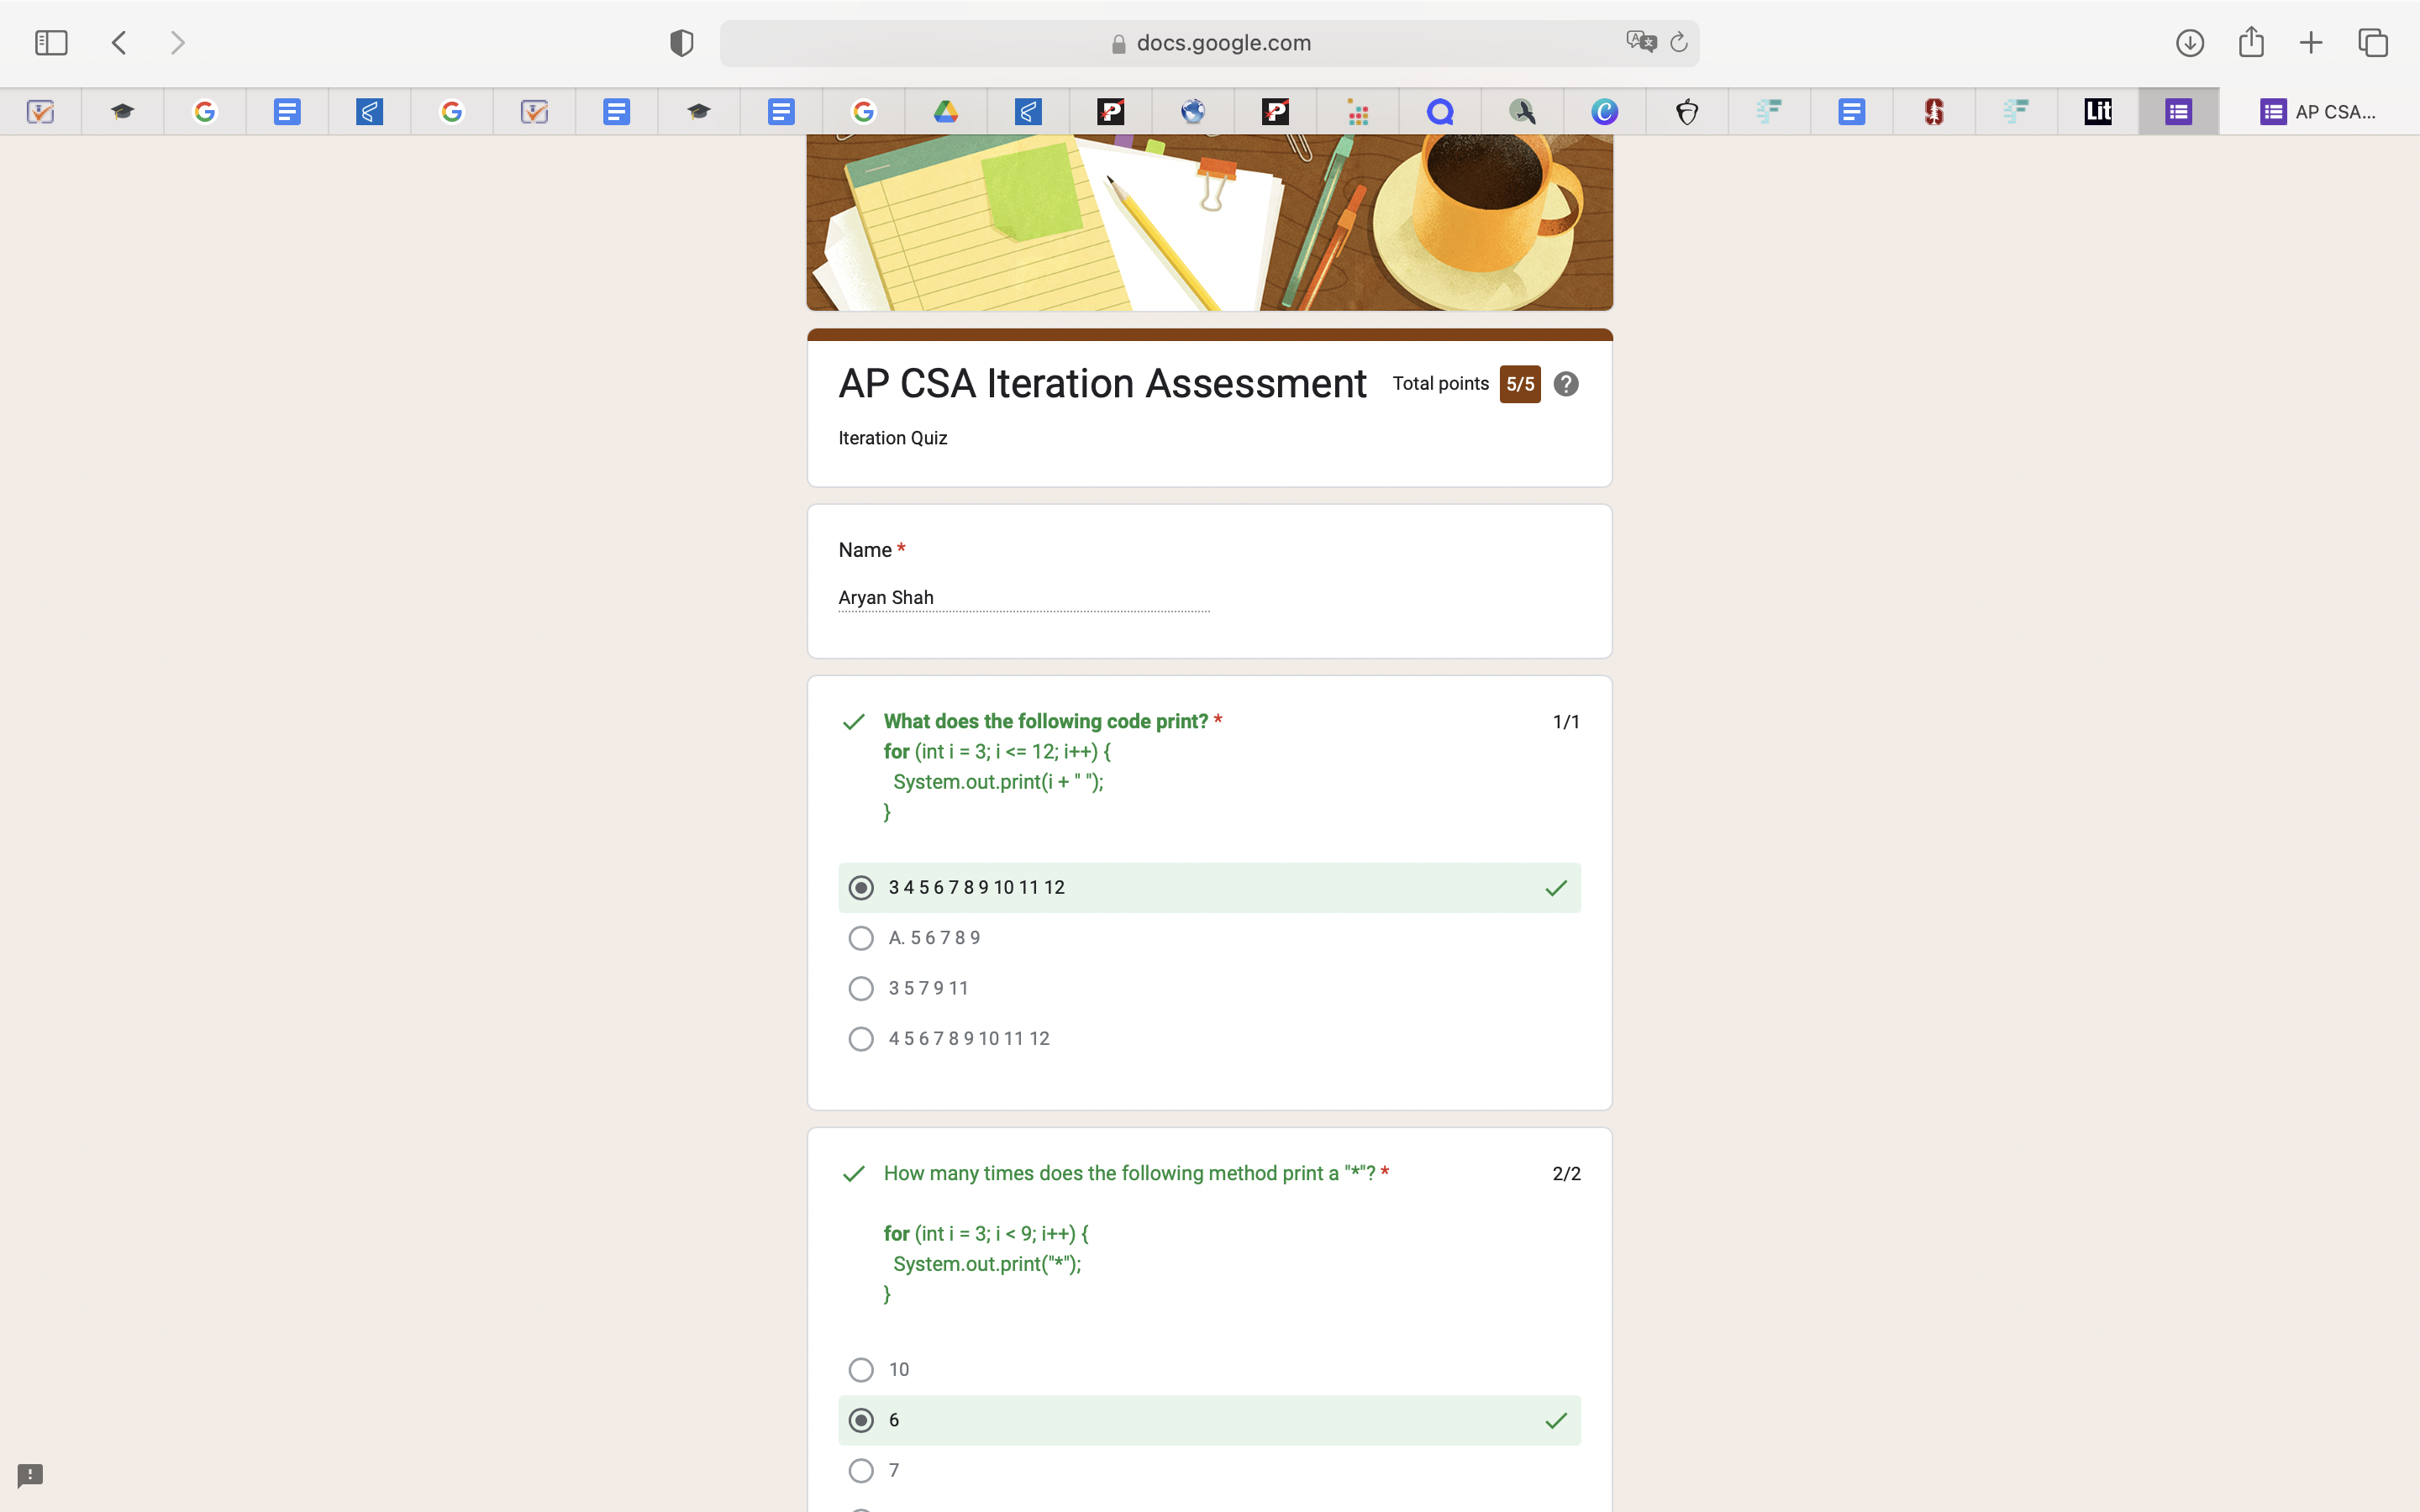 docs.google.com
Lit
AP CSA...
AP CSA Iteration Assessment
Total points 5/5
Iteration Quiz
Name *
Aryan Shah
What does the following code print? *
1/1
for (int i = 3; i <= 12; i++) {
System.out.print(i + " ");
}
3 4 5 6 7 8 9 10 11 12
A. 5 6 7 8 9
3 5 7 9 11
4 5 6 7 8 9 10 11 12
How many times does the following method print a "*"? *
2/2
for (int i = 3; i < 9; i++) {
System.out.print("*");
}
10
6
7